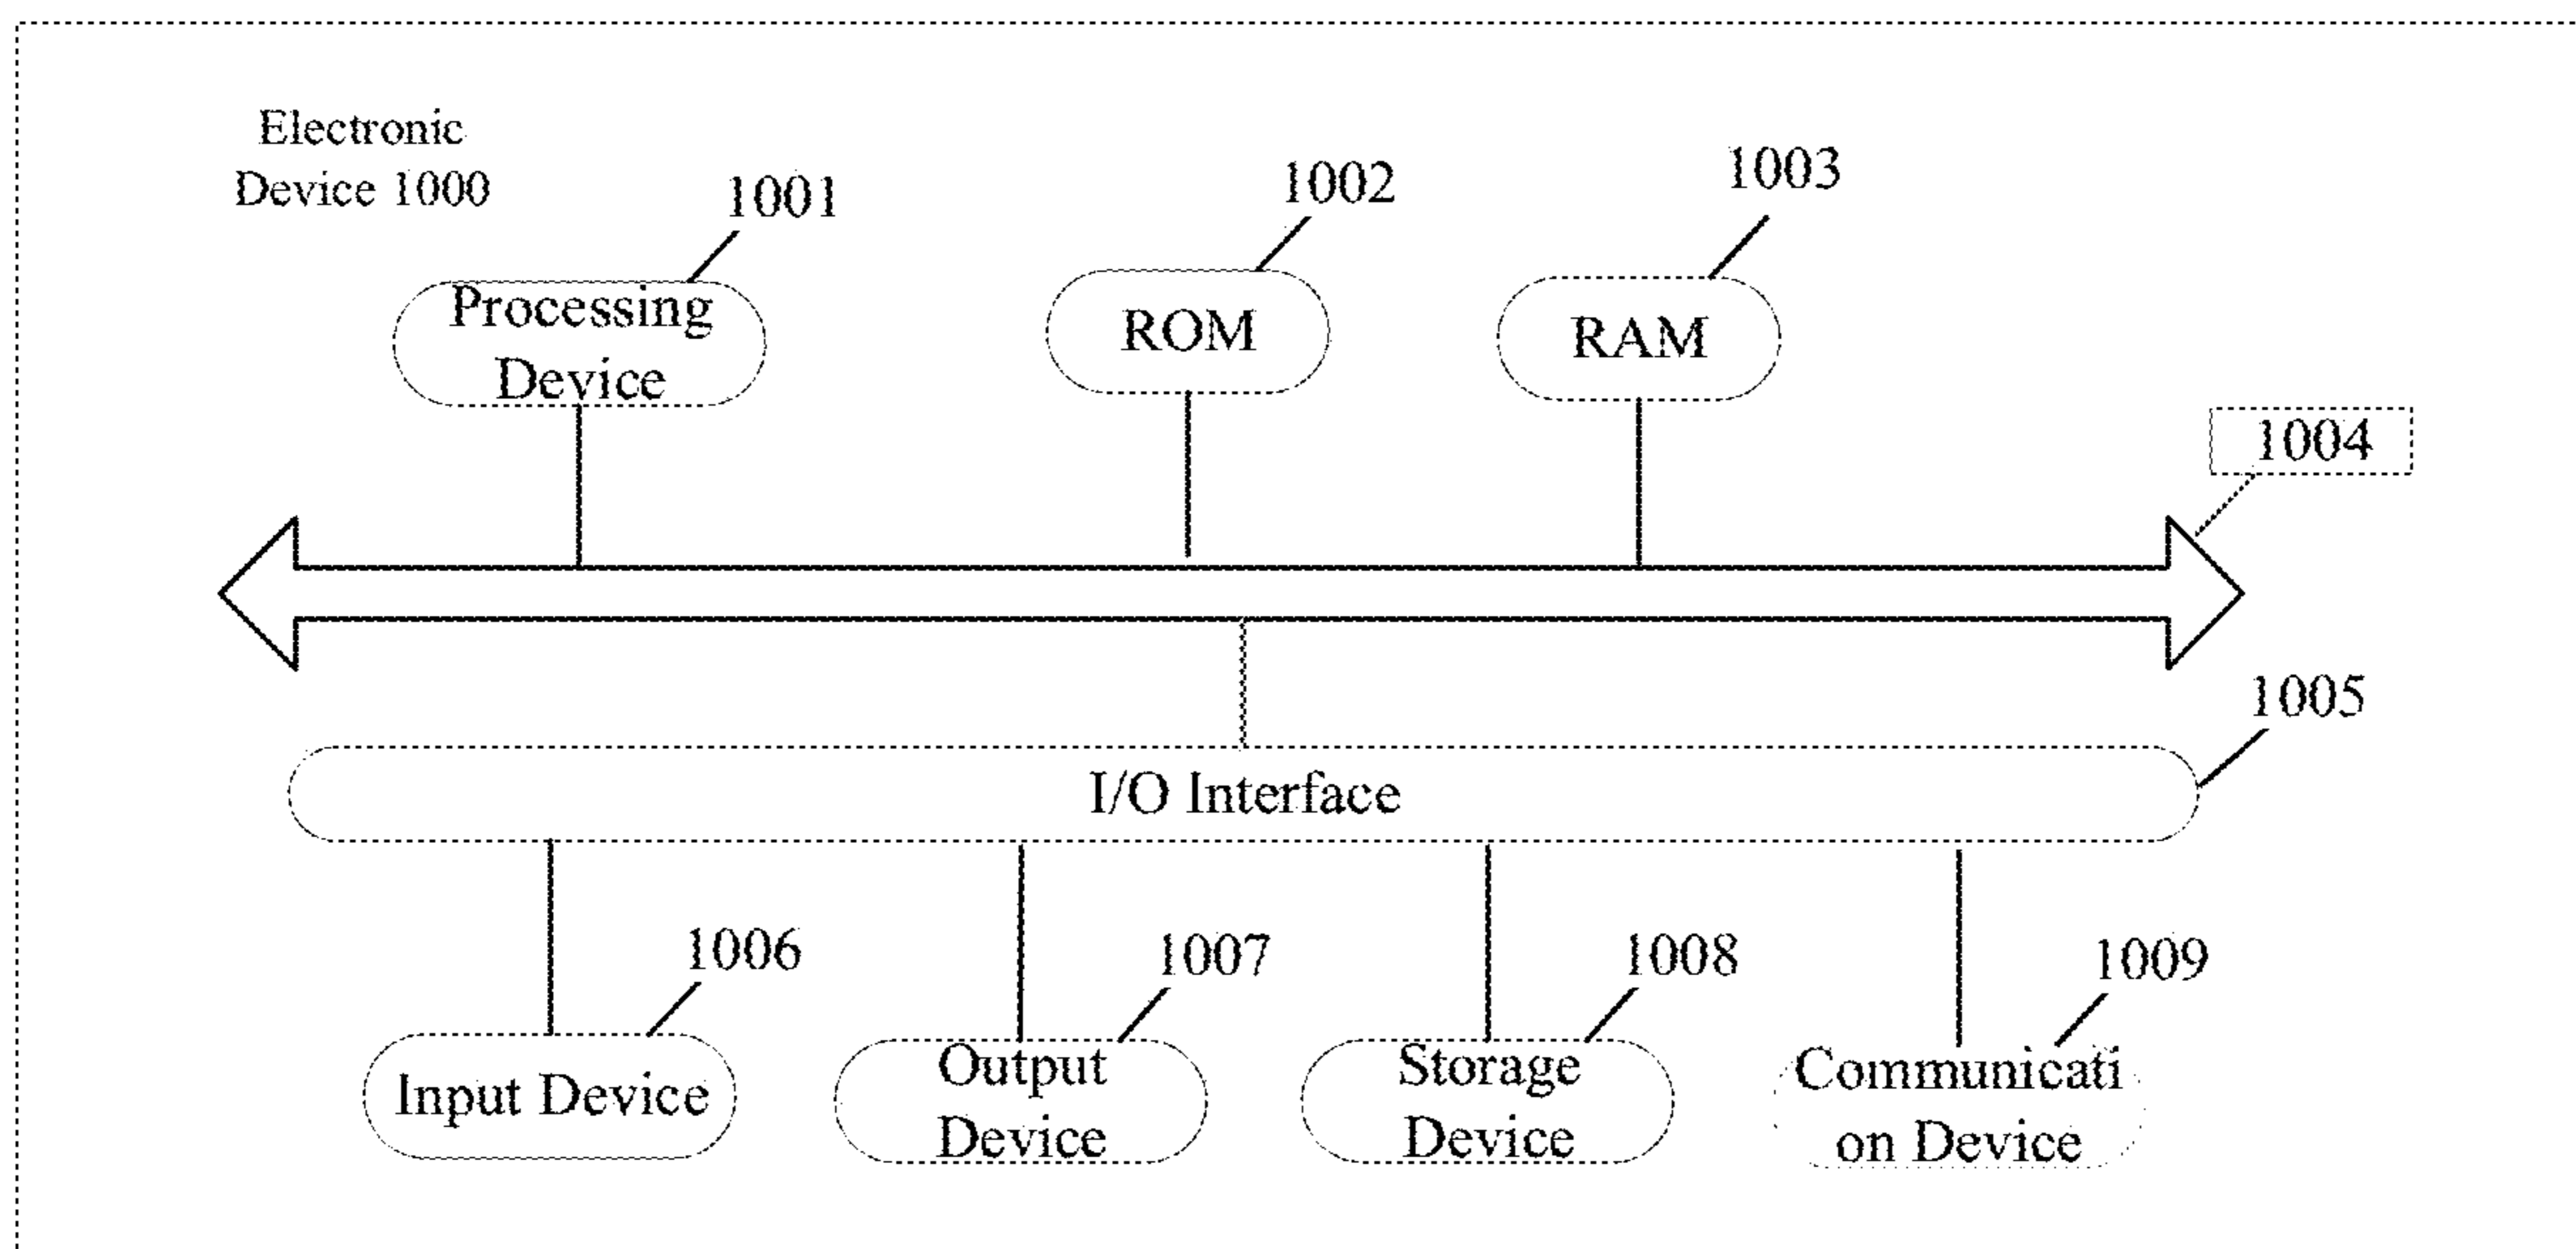 Electronic
Device 1000
1001
1002
1003
Processing
Device
ROM
RAM
1004
1005
I/O Interface
1006
1007
1008
1009
Input Device
Output
Device
Storage
Device
Communicati
on Device